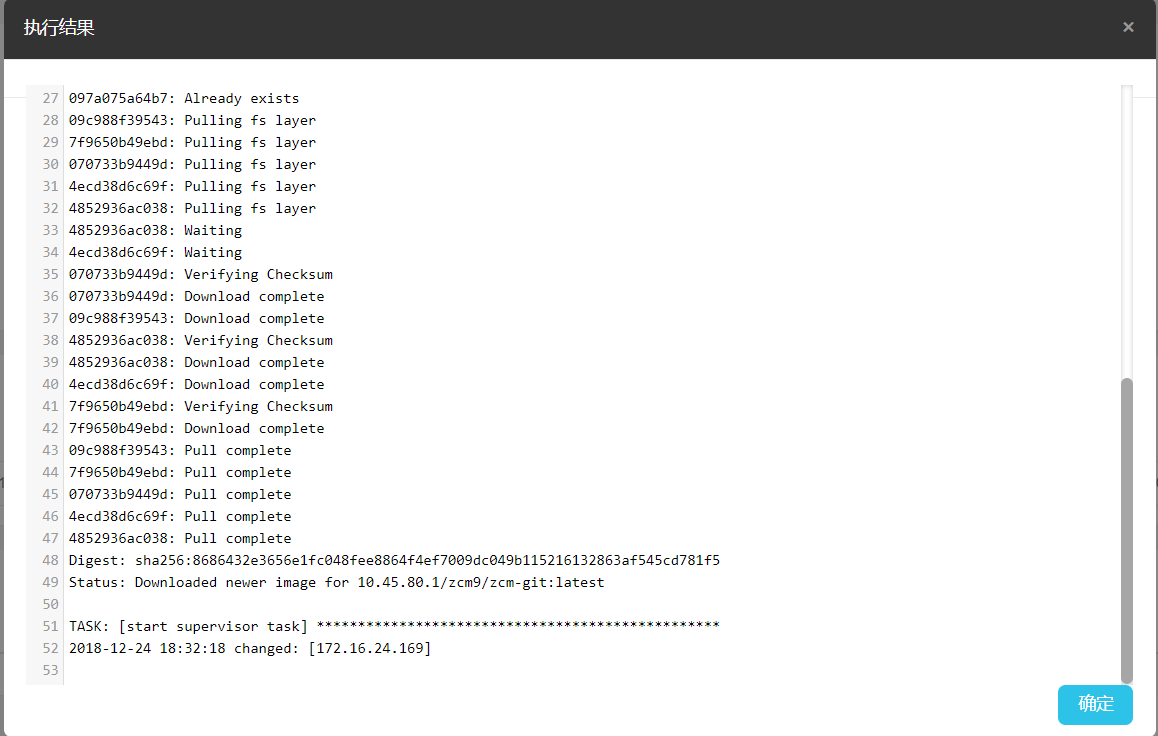 执行结果
×
27 097a075a64b7: Already exists
28 09c988f39543: Pulling fs layer
29 7f9650b49ebd: Pulling fs layer
30 070733b9449d: Pulling fs layer
31 4ecd38d6c69f: Pulling fs layer
32 4852936ac038: Pulling fs layer
33 4852936ac038: Waiting
34 4ecd38d6c69f: Waiting
35 070733b9449d: Verifying Checksum
36 070733b9449d: Download complete
37 09c988f39543: Download complete
38 4852936ac038: Verifying Checksum
39 4852936ac038: Download complete
40 4ecd38d6c69f: Download complete
41 7f9650b49ebd: Verifying Checksum
42 7f9650b49ebd: Download complete
43 09c988f39543: Pull complete
44 7f9650b49ebd: Pull complete
45 070733b9449d: Pull complete
46 4ecd38d6c69f: Pull complete
47 4852936ac038: Pull complete
48 Digest: sha256:8686432e3656e1fc048fee8864f4ef7009dc049b115216132863af545cd781f5
49 Status: Downloaded newer image for 10.45.80.1/zcm9/zcm-git:latest
50
51 TASK: [start supervisor task] *************************************************
52 2018-12-24 18:32:18 changed: [172.16.24.169]
53
确定